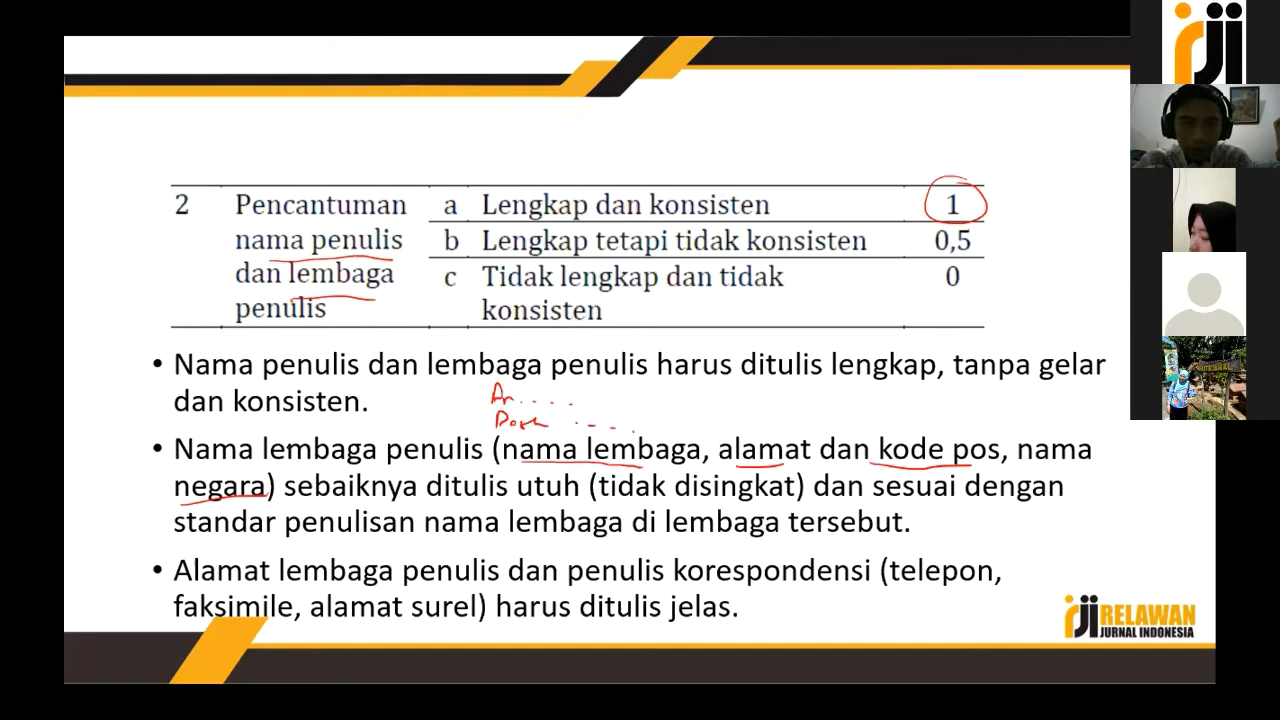 rji
2 Pencantuman a Lengkap dan konsisten 1
nama penulis b Lengkap tetapi tidak konsisten 0,5
dan lembaga c Tidak lengkap dan tidak 0
penulis konsisten
• Nama penulis dan lembaga penulis harus ditulis lengkap, tanpa gelar
dan konsisten.
• Nama lembaga penulis (nama lembaga, alamat dan kode pos, nama
negara) sebaiknya ditulis utuh (tidak disingkat) dan sesuai dengan
standar penulisan nama lembaga di lembaga tersebut.
• Alamat lembaga penulis dan penulis korespondensi (telepon,
faksimile, alamat surel) harus ditulis jelas.
rji RELAWAN
JURNAL INDONESIA